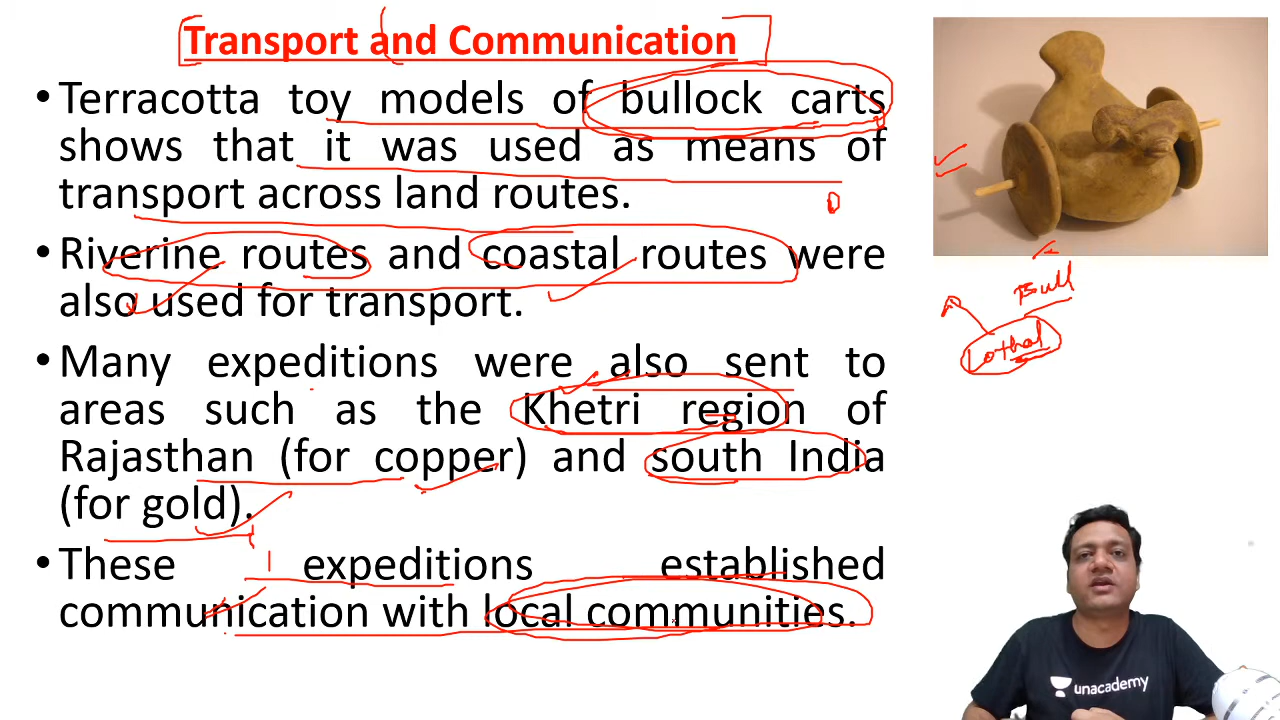 Transport and Communication
• Terracotta toy models of bullock carts
shows that it was used as means of
transport across land routes.
• Riverine routes and coastal routes were
also used for transport.
• Many expeditions were also sent to
areas such as the Khetri region of
Rajasthan (for copper) and south India
(for gold).
• These expeditions established
communication with local communities.
Bull
Lothal
unacademy